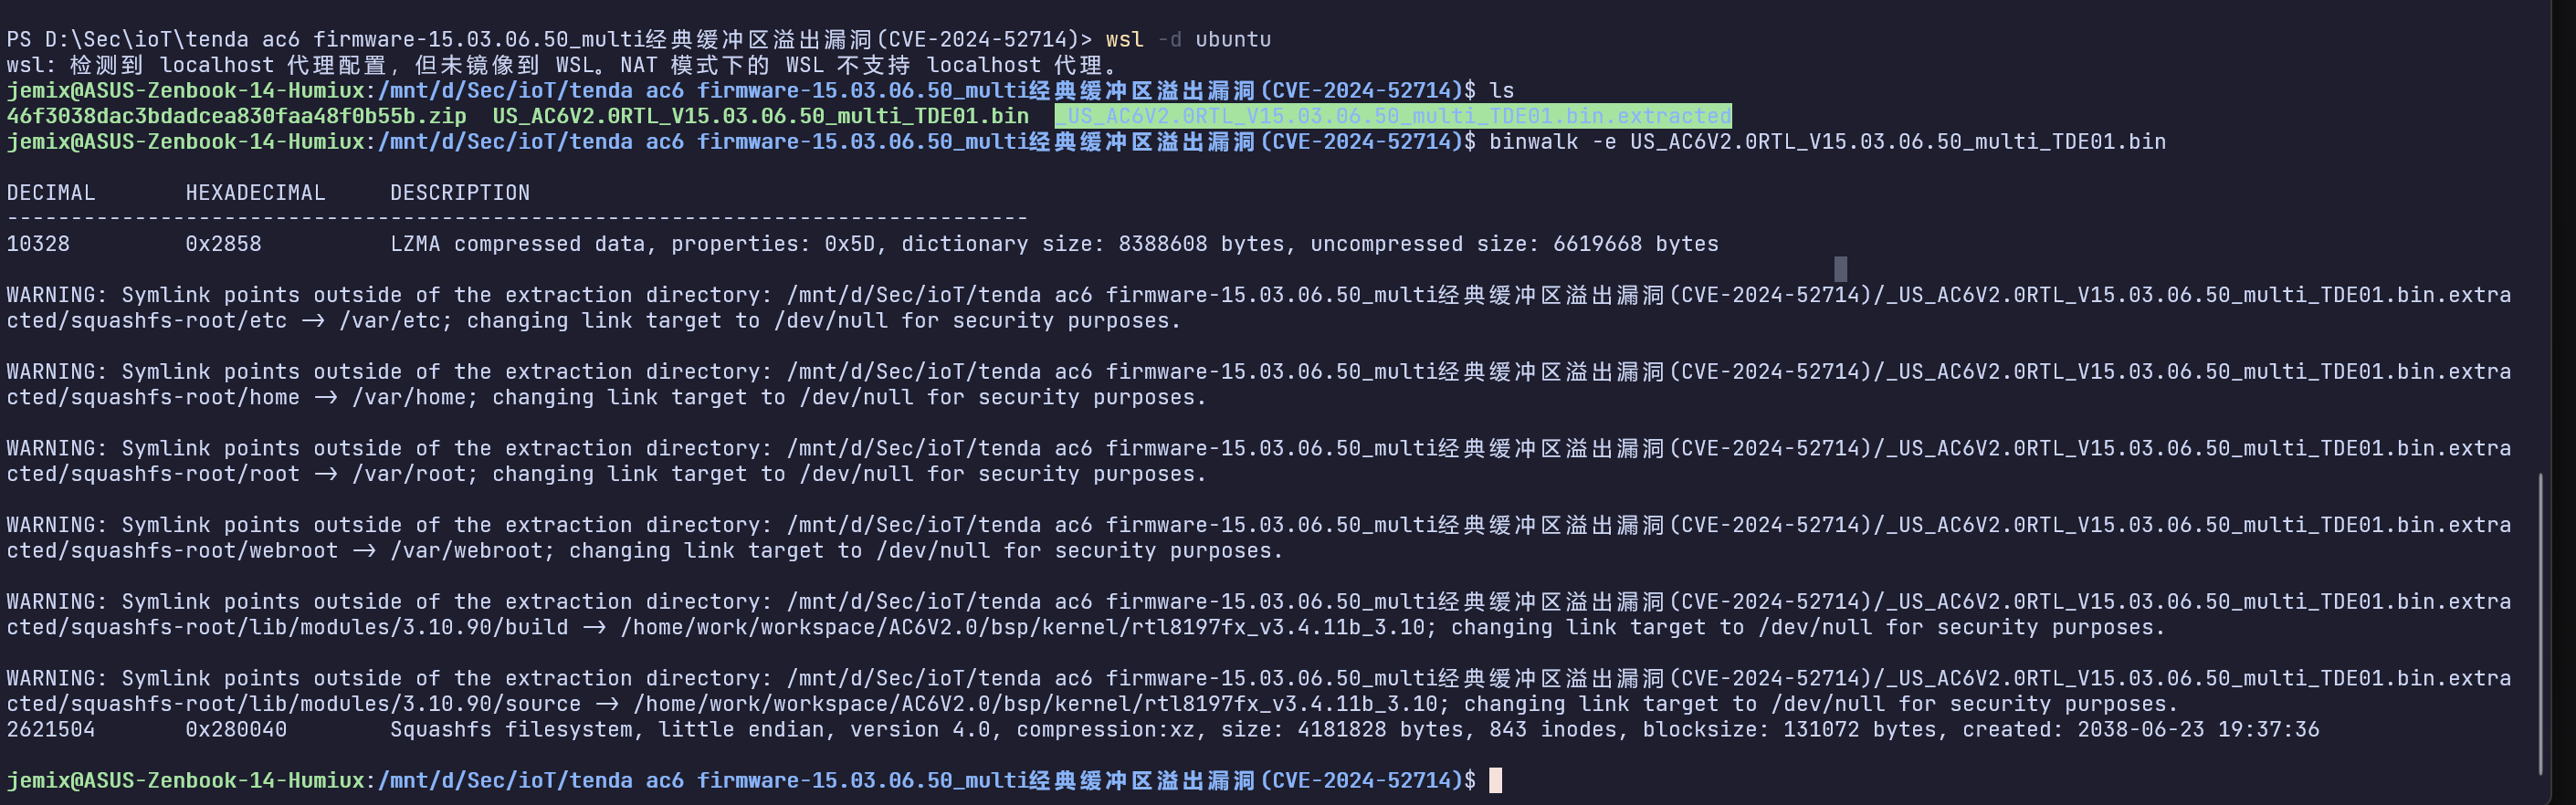 PS D:\Sec\ioT\tenda ac6 firmware-15.03.06.50_multi经典缓冲区溢出漏洞(CVE-2024-52714)> wsl -d ubuntu
wsl: 检测到 localhost 代理配置，但未镜像到 WSL。NAT 模式下的 WSL 不支持 localhost 代理。
jemix@ASUS-Zenbook-14-Humiux:/mnt/d/Sec/ioT/tenda ac6 firmware-15.03.06.50_multi经典缓冲区溢出漏洞(CVE-2024-52714)$ ls
46f3038dac3bdadcea830faa48f0b55b.zip  US_AC6V2.0RTL_V15.03.06.50_multi_TDE01.bin  _US_AC6V2.0RTL_V15.03.06.50_multi_TDE01.bin.extracted
jemix@ASUS-Zenbook-14-Humiux:/mnt/d/Sec/ioT/tenda ac6 firmware-15.03.06.50_multi经典缓冲区溢出漏洞(CVE-2024-52714)$ binwalk -e US_AC6V2.0RTL_V15.03.06.50_multi_TDE01.bin
DECIMAL       HEXADECIMAL     DESCRIPTION
--------------------------------------------------------------------------------
10328         0x2858          LZMA compressed data, properties: 0x5D, dictionary size: 8388608 bytes, uncompressed size: 6619668 bytes
WARNING: Symlink points outside of the extraction directory: /mnt/d/Sec/ioT/tenda ac6 firmware-15.03.06.50_multi经典缓冲区溢出漏洞(CVE-2024-52714)/_US_AC6V2.0RTL_V15.03.06.50_multi_TDE01.bin.extra
cted/squashfs-root/etc -> /var/etc; changing link target to /dev/null for security purposes.
WARNING: Symlink points outside of the extraction directory: /mnt/d/Sec/ioT/tenda ac6 firmware-15.03.06.50_multi经典缓冲区溢出漏洞(CVE-2024-52714)/_US_AC6V2.0RTL_V15.03.06.50_multi_TDE01.bin.extra
cted/squashfs-root/home -> /var/home; changing link target to /dev/null for security purposes.
WARNING: Symlink points outside of the extraction directory: /mnt/d/Sec/ioT/tenda ac6 firmware-15.03.06.50_multi经典缓冲区溢出漏洞(CVE-2024-52714)/_US_AC6V2.0RTL_V15.03.06.50_multi_TDE01.bin.extra
cted/squashfs-root/root -> /var/root; changing link target to /dev/null for security purposes.
WARNING: Symlink points outside of the extraction directory: /mnt/d/Sec/ioT/tenda ac6 firmware-15.03.06.50_multi经典缓冲区溢出漏洞(CVE-2024-52714)/_US_AC6V2.0RTL_V15.03.06.50_multi_TDE01.bin.extra
cted/squashfs-root/webroot -> /var/webroot; changing link target to /dev/null for security purposes.
WARNING: Symlink points outside of the extraction directory: /mnt/d/Sec/ioT/tenda ac6 firmware-15.03.06.50_multi经典缓冲区溢出漏洞(CVE-2024-52714)/_US_AC6V2.0RTL_V15.03.06.50_multi_TDE01.bin.extra
cted/squashfs-root/lib/modules/3.10.90/build -> /home/work/workspace/AC6V2.0/bsp/kernel/rtl8197fx_v3.4.11b_3.10; changing link target to /dev/null for security purposes.
WARNING: Symlink points outside of the extraction directory: /mnt/d/Sec/ioT/tenda ac6 firmware-15.03.06.50_multi经典缓冲区溢出漏洞(CVE-2024-52714)/_US_AC6V2.0RTL_V15.03.06.50_multi_TDE01.bin.extra
cted/squashfs-root/lib/modules/3.10.90/source -> /home/work/workspace/AC6V2.0/bsp/kernel/rtl8197fx_v3.4.11b_3.10; changing link target to /dev/null for security purposes.
2621504       0x280040        Squashfs filesystem, little endian, version 4.0, compression:xz, size: 4181828 bytes, 843 inodes, blocksize: 131072 bytes, created: 2038-06-23 19:37:36
jemix@ASUS-Zenbook-14-Humiux:/mnt/d/Sec/ioT/tenda ac6 firmware-15.03.06.50_multi经典缓冲区溢出漏洞(CVE-2024-52714)$